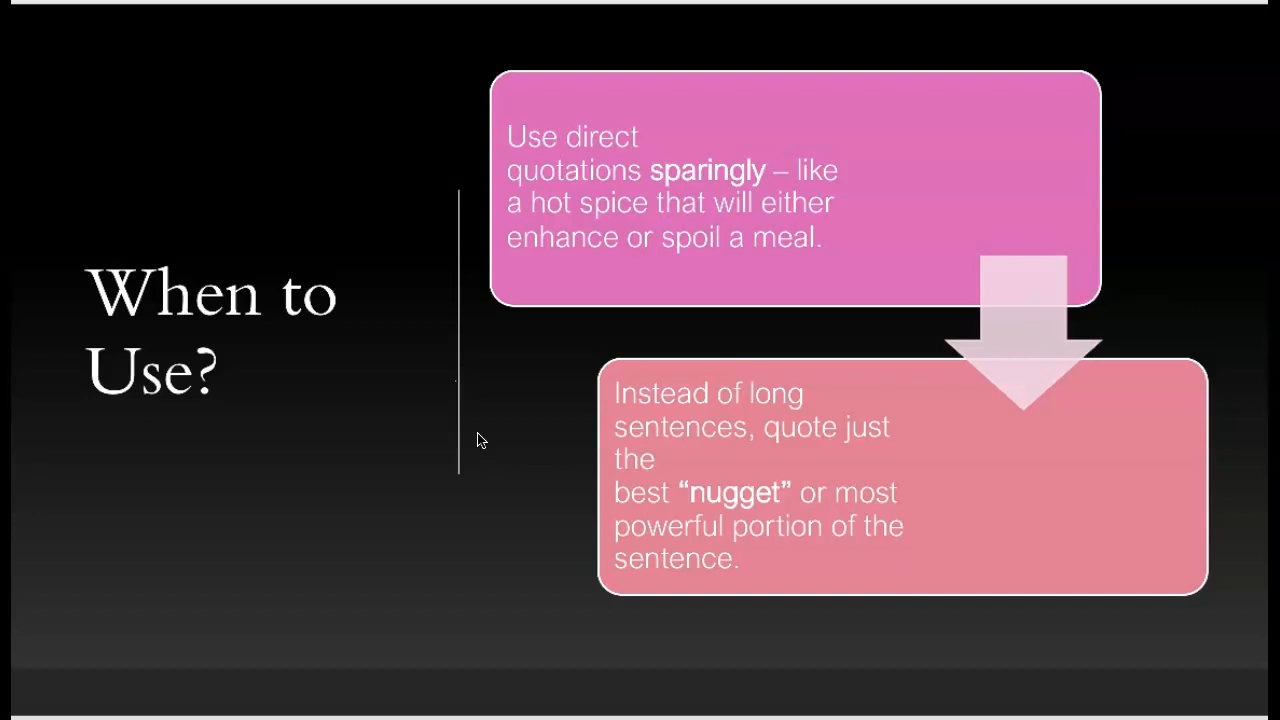 When to
Use?
Use direct
quotations sparingly – like
a hot spice that will either
enhance or spoil a meal.
Instead of long
sentences, quote just
the
best “nugget” or most
powerful portion of the
sentence.